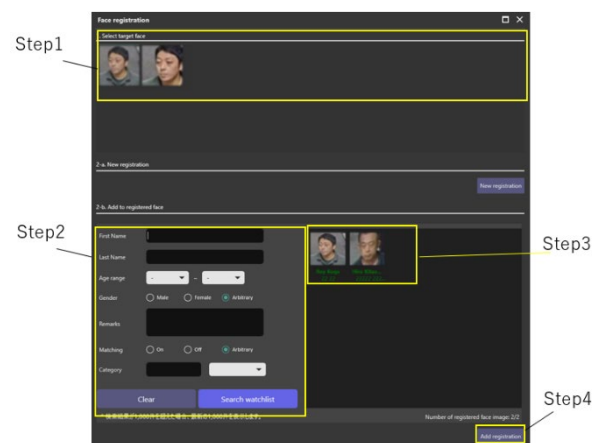 Face registration
Step1
. Select target face
2-a. New registration
New registration
2-b. Add to registered face
Step2
First Name
Last Name
Age range
- - -
Gender
Male Female Arbitrary
Remarks
Matching
On Off Arbitrary
Category
Clear
Search watchlist
Step3
Number of registered face image: 2/2
Step4
Add registration